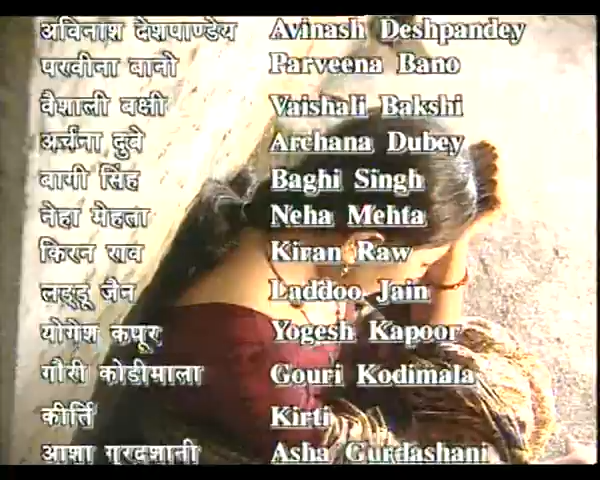 अविनाश देशपाण्डेय Avinash Deshpandey
परवीना बानो Parveena Bano
वैशाली बक्षी Vaishali Bakshi
अर्चना दुबे Archana Dubey
बागी सिंह Baghi Singh
नेहा मेहता Neha Mehta
किरन राव Kiran Raw
लड्डू जैन Laddoo Jain
योगेश कपूर Yogesh Kapoor
गौरी कोडीमाला Gouri Kodimala
कीर्ति Kirti
आशा गुरदशानी Asha Gurdashani